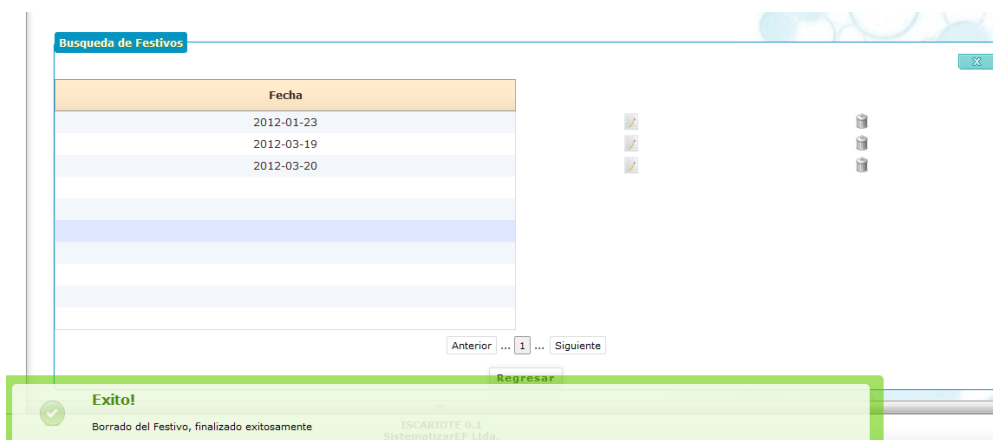 Busqueda de Festivos
Fecha
2012-01-23
2012-03-19
2012-03-20
Anterior ... 1 ... Siguiente
Regresar
Exito!
Borrado del Festivo, finalizado exitosamente
ISCARIOTE 0.1
SistematizarEF Ltda.